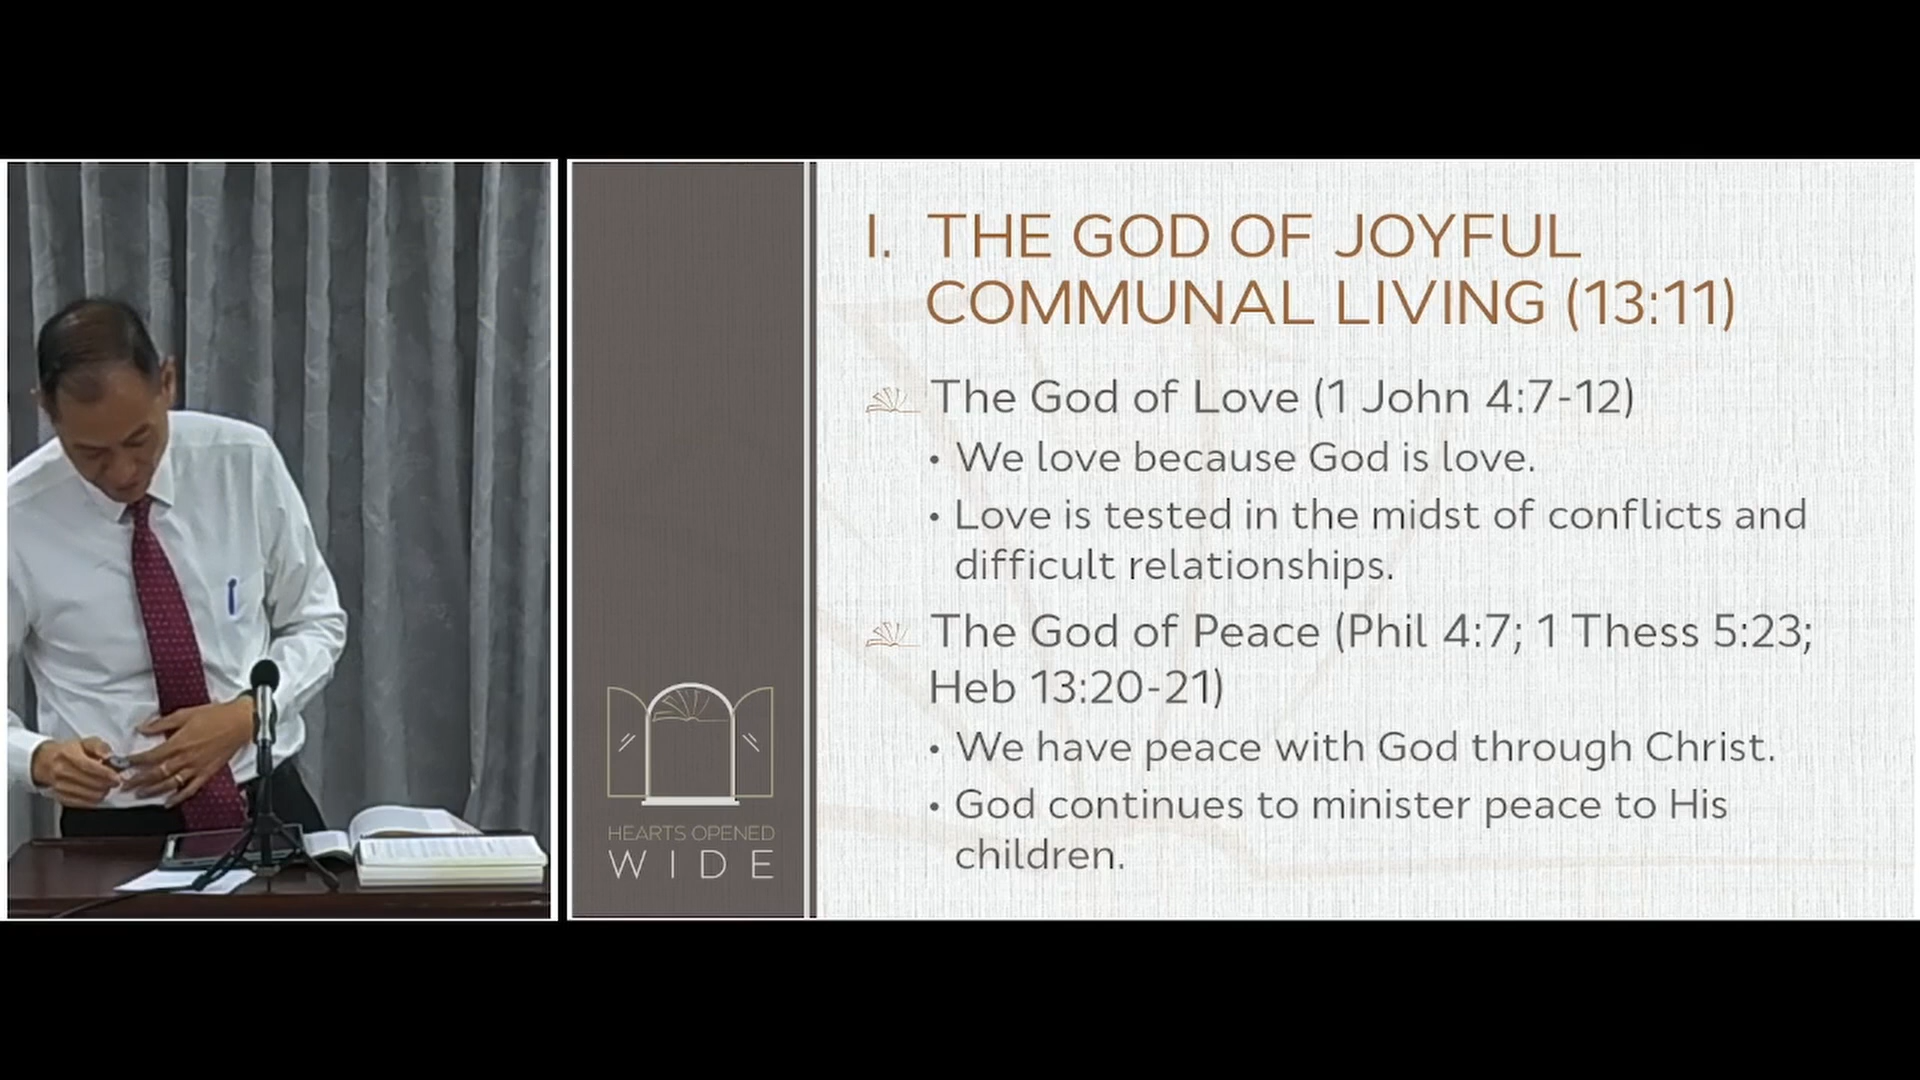 I. THE GOD OF JOYFUL
COMMUNAL LIVING (13:11)
The God of Love (1 John 4:7-12)
• We love because God is love.
• Love is tested in the midst of conflicts and
difficult relationships.
The God of Peace (Phil 4:7; 1 Thess 5:23;
Heb 13:20-21)
• We have peace with God through Christ.
• God continues to minister peace to His
children.
HEARTS OPENED
WIDE